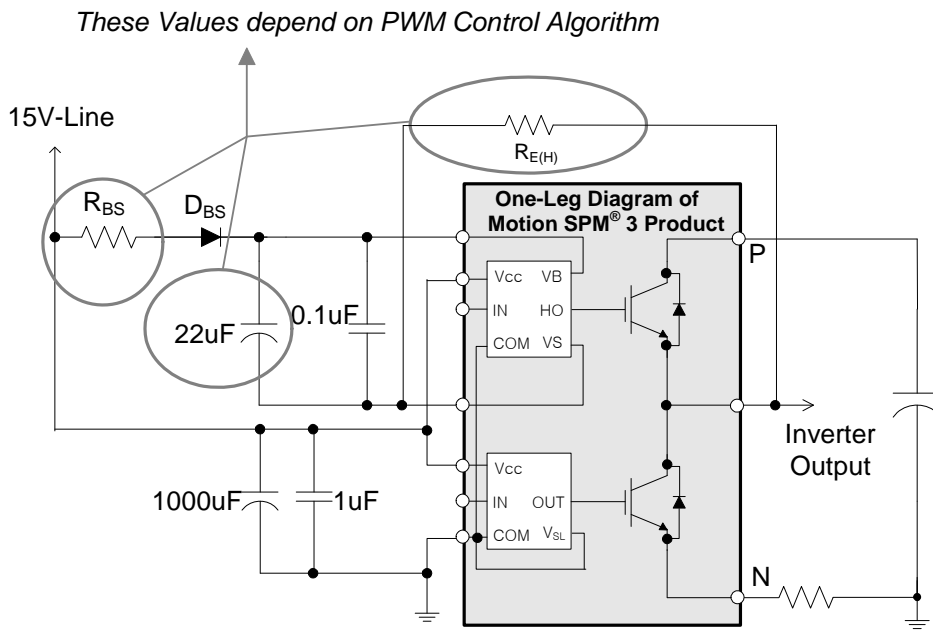 These Values depend on PWM Control Algorithm
15V-Line
R_E(H)
R_BS
D_BS
One-Leg Diagram of
Motion SPM® 3 Product
P
Vcc
VB
IN
HO
COM
VS
22uF
0.1uF
Inverter
Output
Vcc
IN
OUT
COM
V_SL
1000uF
1uF
N